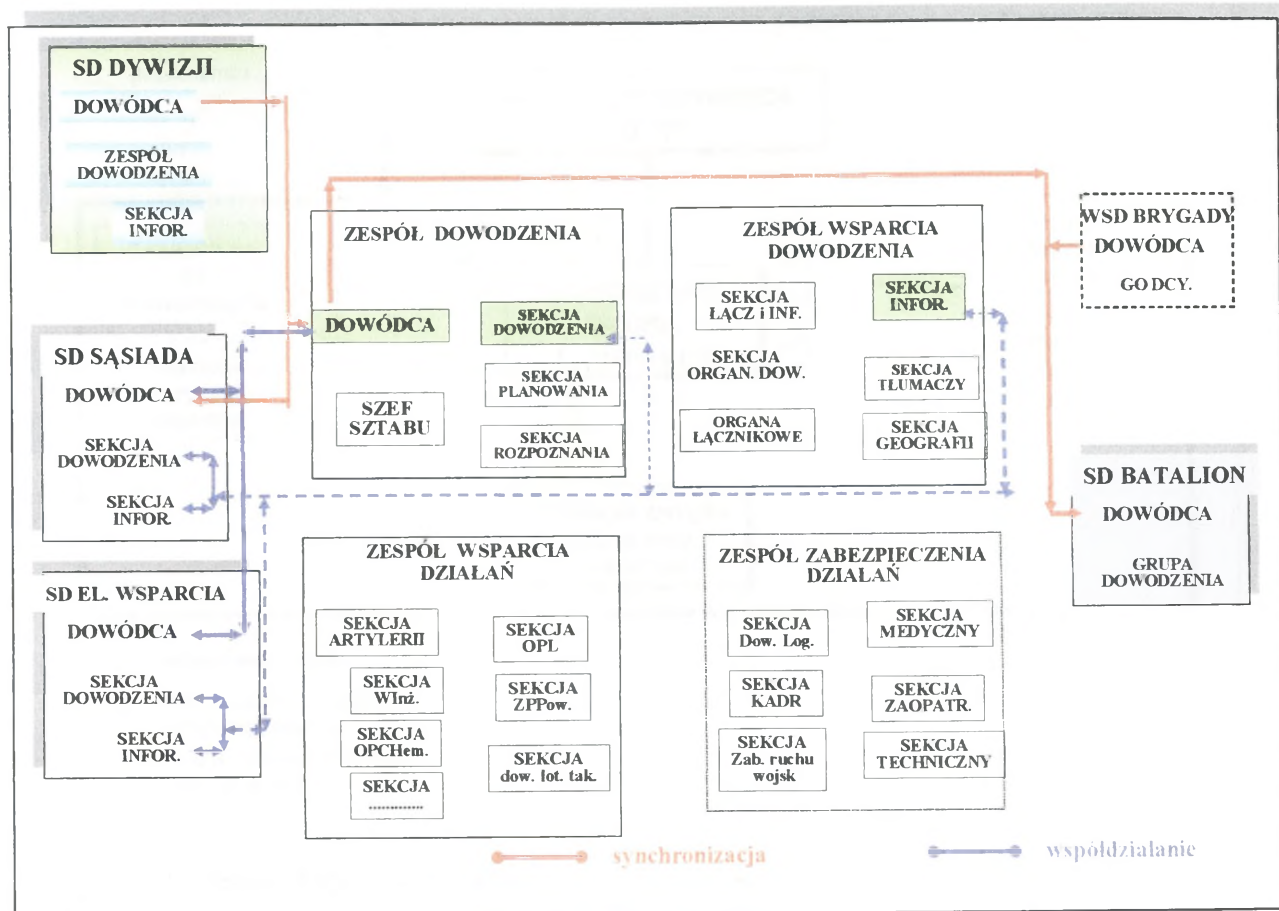 SD DYWIZJI
DOWÓDCA
ZESPÓŁ
DOWODZENIA
SEKCJA
INFOR.
SD SĄSIADA
DOWÓDCA
SEKCJA
DOWODZENIA
SEKCJA
INFOR.
SD EL. WSPARCIA
DOWÓDCA
SEKCJA
DOWODZENIA
SEKCJA
INFOR.
ZESPÓŁ DOWODZENIA
DOWÓDCA
SEKCJA
DOWODZENIA
SEKCJA
PLANOWANIA
SZEF
SZTABU
SEKCJA
ROZPOZNANIA
ZESPÓŁ WSPARCIA
DOWODZENIA
SEKCJA
ŁĄCZ i INF.
SEKCJA
INFOR.
SEKCJA
ORGAN. DOW.
SEKCJA
TŁUMACZY
ORGANA
ŁĄCZNIKOWE
SEKCJA
GEOGRAFII
WSD BRYGADY
DOWÓDCA
GO DCY.
SD BATALION
DOWÓDCA
GRUPA
DOWODZENIA
ZESPÓŁ WSPARCIA
DZIAŁAŃ
SEKCJA
ARTYLERII
SEKCJA
OPL
SEKCJA
WInż.
SEKCJA
ZPPow.
SEKCJA
OPCHem.
SEKCJA
dow. lot. tak.
SEKCJA
.............
ZESPÓŁ ZABEZPIECZENIA
DZIAŁAŃ
SEKCJA
Dow. Log.
SEKCJA
MEDYCZNY
SEKCJA
KADR
SEKCJA
ZAOPATR.
SEKCJA
Zab. ruchu
wojsk
SEKCJA
TECHNICZNY
synchronizacja
współdziałanie